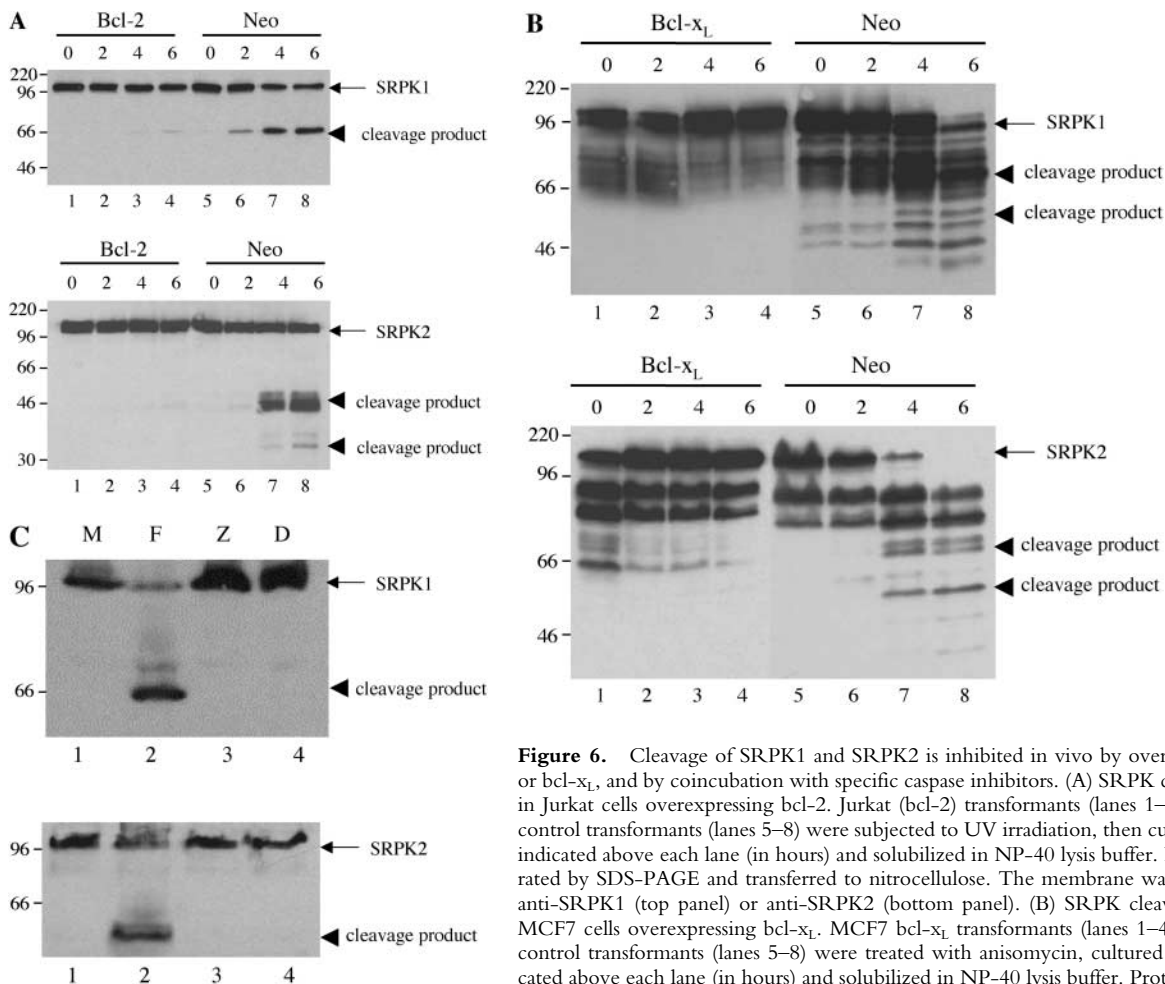 A
Bcl-2 Neo
0 2 4 6 0 2 4 6
220
96
66
46
SRPK1
cleavage product
1 2 3 4 5 6 7 8
Bcl-2 Neo
0 2 4 6 0 2 4 6
220
96
66
46
30
SRPK2
cleavage product
cleavage product
1 2 3 4 5 6 7 8
C
M F Z D
96
66
SRPK1
cleavage product
1 2 3 4
96
66
SRPK2
cleavage product
1 2 3 4
B
Bcl-xL Neo
0 2 4 6 0 2 4 6
220
96
66
46
SRPK1
cleavage product
cleavage product
1 2 3 4 5 6 7 8
Bcl-xL Neo
0 2 4 6 0 2 4 6
220
96
66
46
SRPK2
cleavage product
cleavage product
1 2 3 4 5 6 7 8
Figure 6. Cleavage of SRPK1 and SRPK2 is inhibited in vivo by over
or bcl-xL, and by coincubation with specific caspase inhibitors. (A) SRPK c
in Jurkat cells overexpressing bcl-2. Jurkat (bcl-2) transformants (lanes 1–
control transformants (lanes 5–8) were subjected to UV irradiation, then cu
indicated above each lane (in hours) and solubilized in NP-40 lysis buffer.
rated by SDS-PAGE and transferred to nitrocellulose. The membrane wa
anti-SRPK1 (top panel) or anti-SRPK2 (bottom panel). (B) SRPK cleav
MCF7 cells overexpressing bcl-xL. MCF7 bcl-xL transformants (lanes 1–4
control transformants (lanes 5–8) were treated with anisomycin, cultured
cated above each lane (in hours) and solubilized in NP-40 lysis buffer. Prot